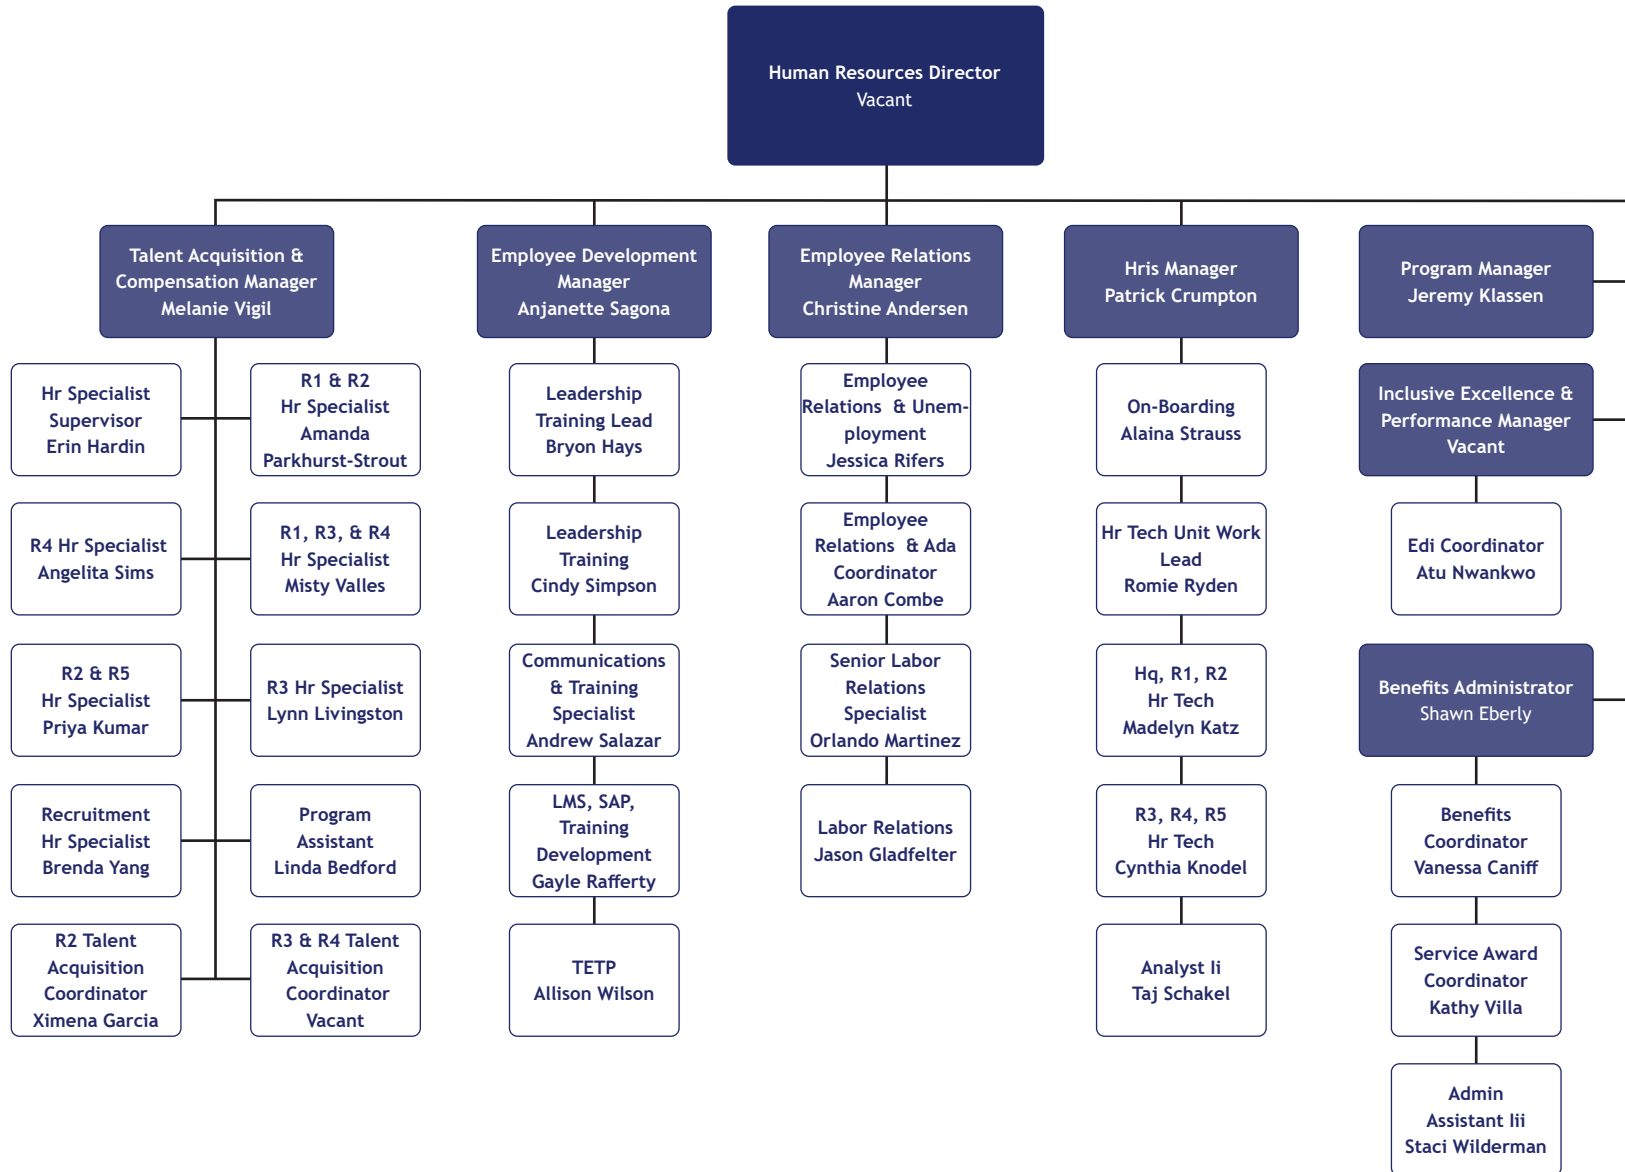 Human Resources Director
Vacant
Talent Acquisition &
Compensation Manager
Melanie Vigil
Employee Development
Manager
Anjanette Sagona
Employee Relations
Manager
Christine Andersen
Hris Manager
Patrick Crumpton
Program Manager
Jeremy Klassen
Hr Specialist
Supervisor
Erin Hardin
R1 & R2
Hr Specialist
Amanda
Parkhurst-Strout
R4 Hr Specialist
Angelita Sims
R1, R3, & R4
Hr Specialist
Misty Valles
R2 & R5
Hr Specialist
Priya Kumar
R3 Hr Specialist
Lynn Livingston
Recruitment
Hr Specialist
Brenda Yang
Program
Assistant
Linda Bedford
R2 Talent
Acquisition
Coordinator
Ximena Garcia
R3 & R4 Talent
Acquisition
Coordinator
Vacant
Leadership
Training Lead
Bryon Hays
Leadership
Training
Cindy Simpson
Communications
& Training
Specialist
Andrew Salazar
LMS, SAP,
Training
Development
Gayle Rafferty
TETP
Allison Wilson
Employee
Relations & Unem-
ployment
Jessica Rifers
Employee
Relations & Ada
Coordinator
Aaron Combe
Senior Labor
Relations
Specialist
Orlando Martinez
Labor Relations
Jason Gladfelter
On-Boarding
Alaina Strauss
Hr Tech Unit Work
Lead
Romie Ryden
Hq, R1, R2
Hr Tech
Madelyn Katz
R3, R4, R5
Hr Tech
Cynthia Knodel
Analyst Ii
Taj Schakel
Inclusive Excellence &
Performance Manager
Vacant
Edi Coordinator
Atu Nwankwo
Benefits Administrator
Shawn Eberly
Benefits
Coordinator
Vanessa Caniff
Service Award
Coordinator
Kathy Villa
Admin
Assistant Iii
Staci Wilderman